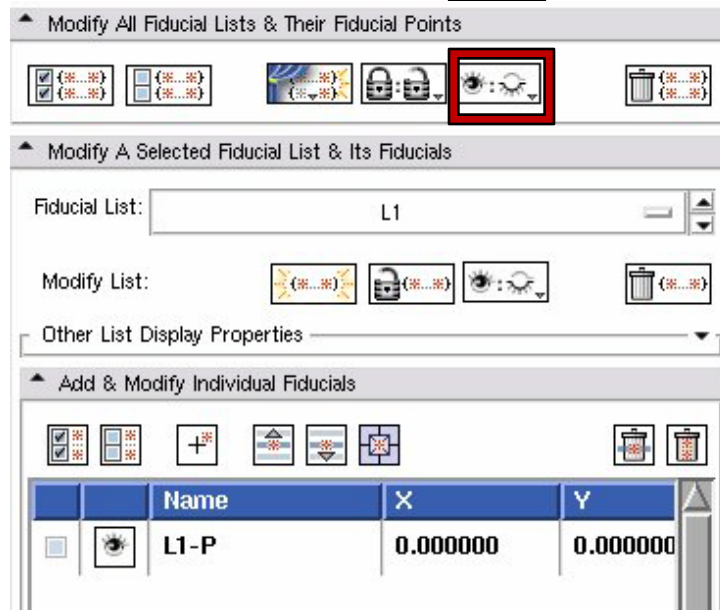 Modify All Fiducial Lists & Their Fiducial Points
Modify A Selected Fiducial List & Its Fiducials
Fiducial List: L1
Modify List:
Other List Display Properties
Add & Modify Individual Fiducials
Name X Y
L1-P 0.000000 0.000000